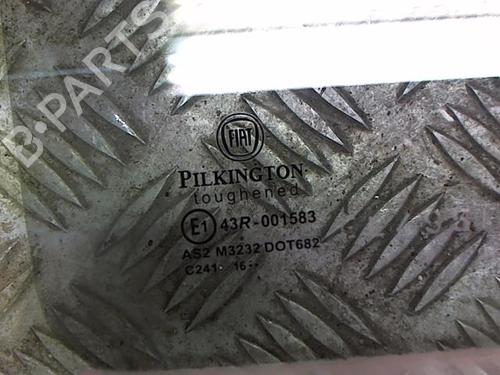 B-PARTS
FIAT
PILKINGTON
toughened
E1 43R-001583
AS2 M3232 DOT682
C241 16--